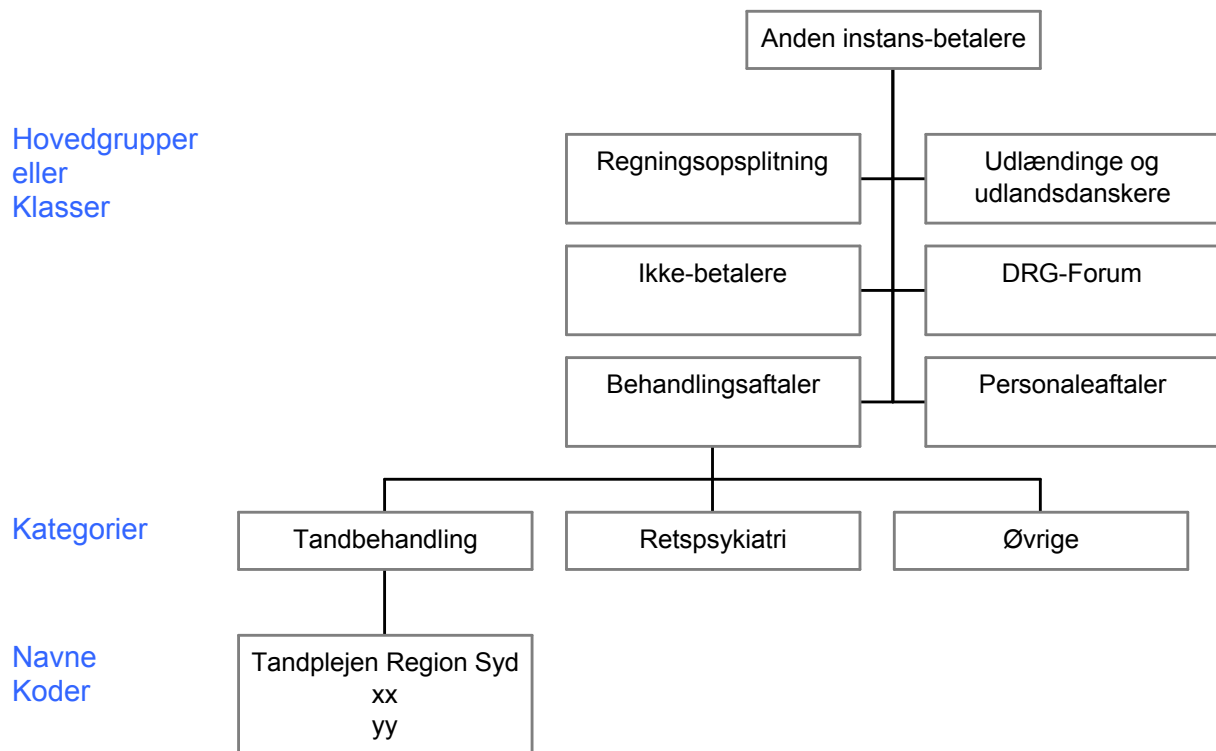 Anden instans-betalere
Hovedgrupper
eller
Klasser
Regningsopsplitning
Udlændinge og
udlandsdanskere
Ikke-betalere
DRG-Forum
Behandlingsaftaler
Personaleaftaler
Kategorier
Tandbehandling
Retspsykiatri
Øvrige
Navne
Koder
Tandplejen Region Syd
xx
yy